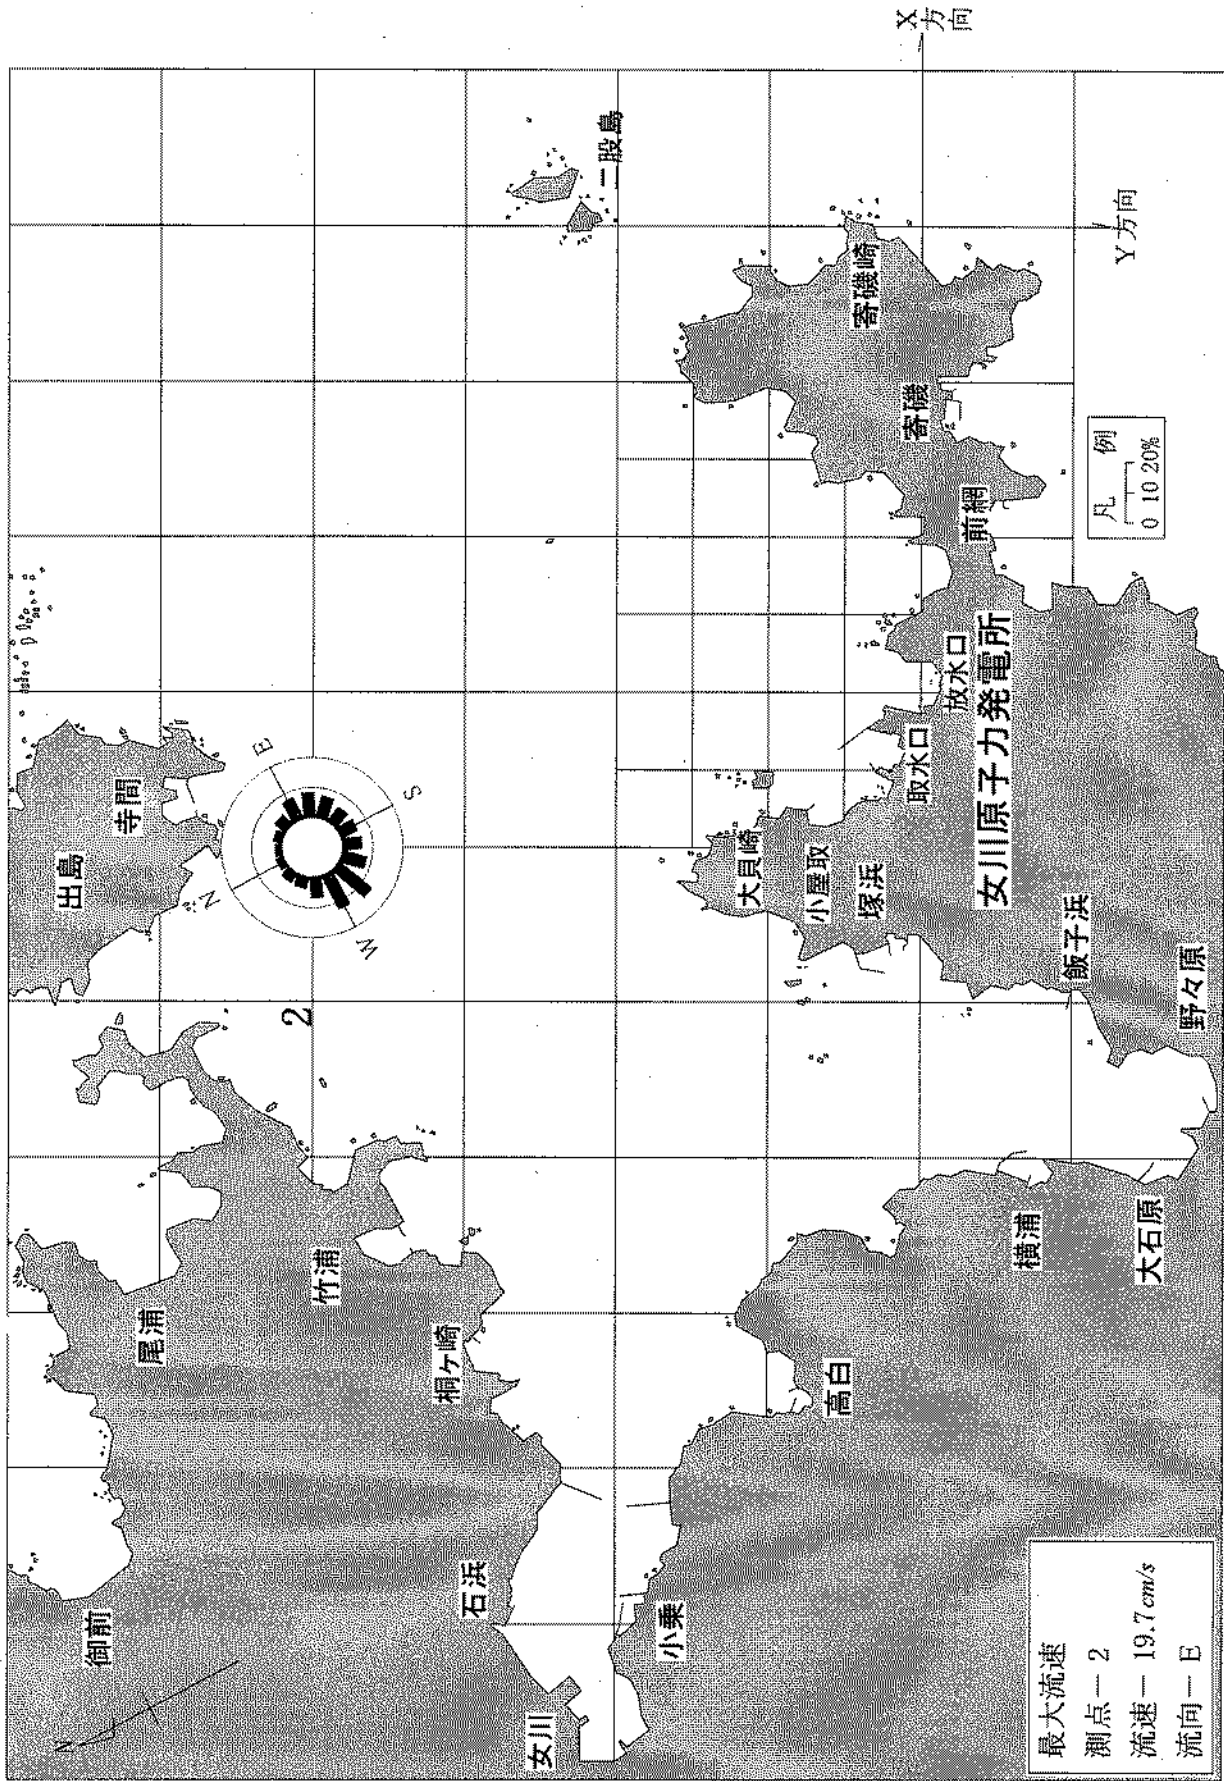 X方向
Y方向
二股島
寄磯崎
寄磯
前網
凡 例
0 10 20%
放水口
女川原子力発電所
取水口
大貝崎
小屋取
塚浜
飯子浜
野々原
出島
寺間
N
E
S
W
2
尾浦
竹浦
桐ヶ崎
御前
石浜
女川
小乗
高白
横浦
大石原
N
最大流速
測点－2
流速－19.7cm/s
流向－E